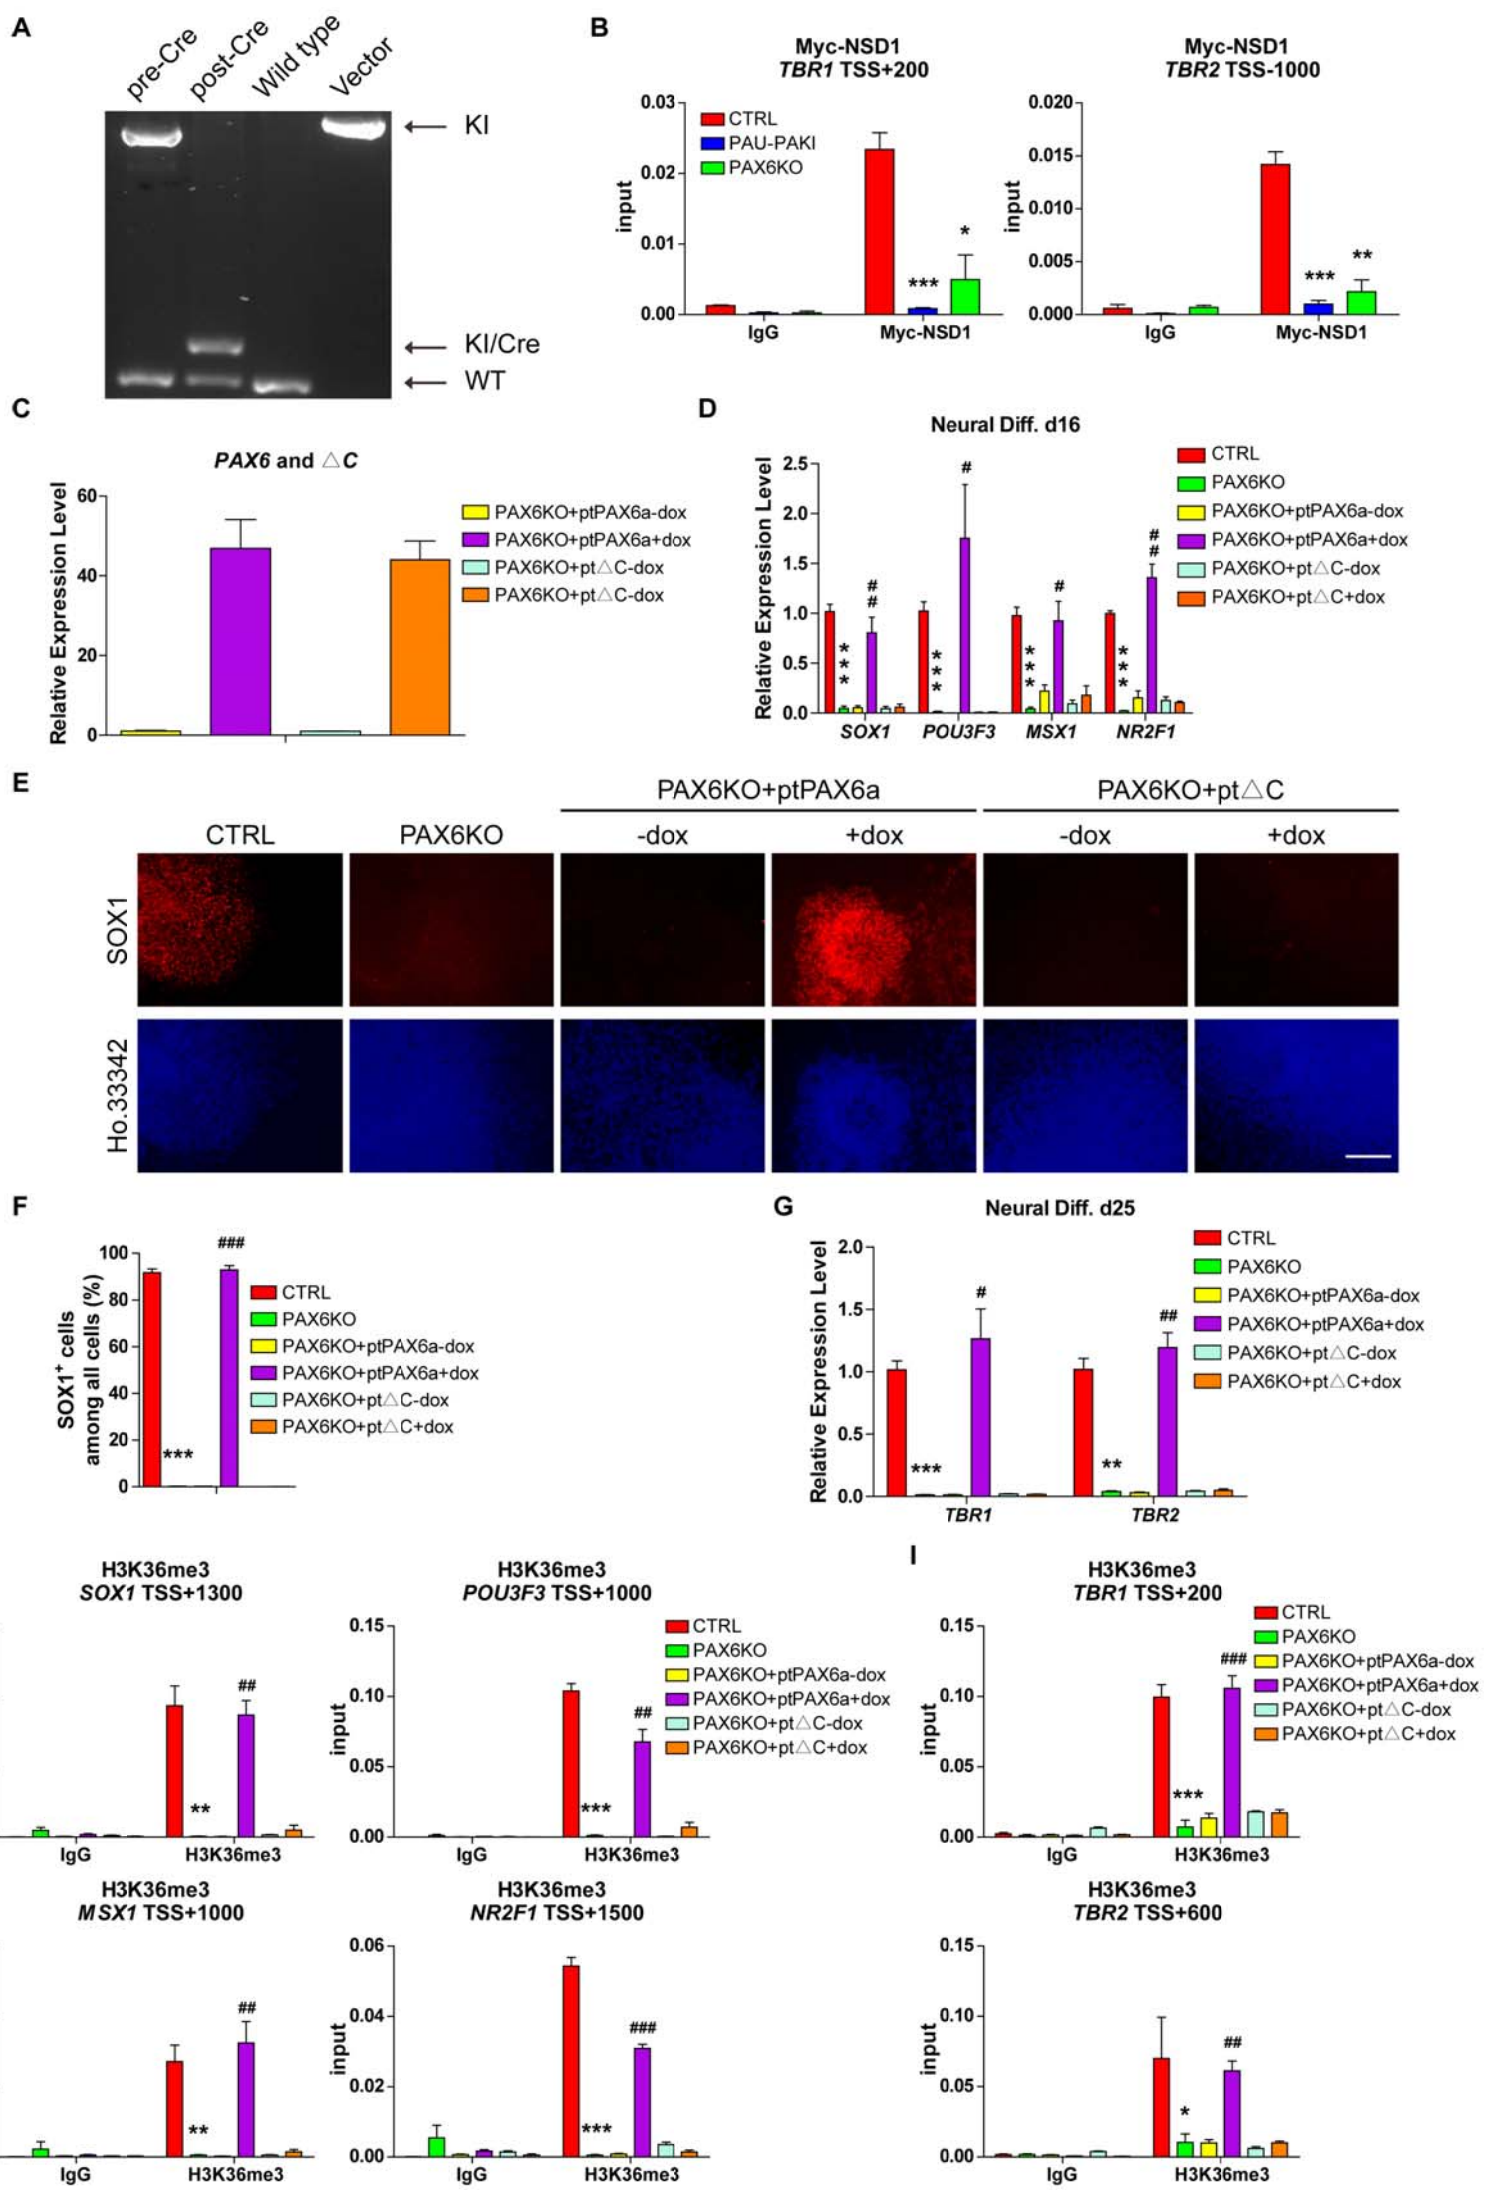 A
pre-Cre
post-Cre
Wild type
Vector
KI
KI/Cre
WT
B
Myc-NSD1
TBR1 TSS+200
input
0.03
0.02
0.01
0.00
CTRL
PAU-PAKI
PAX6KO
***
*
IgG
Myc-NSD1
Myc-NSD1
TBR2 TSS-1000
input
0.020
0.015
0.010
0.005
0.000
***
**
IgG
Myc-NSD1
C
PAX6 and △C
Relative Expression Level
60
40
20
0
PAX6KO+ptPAX6a-dox
PAX6KO+ptPAX6a+dox
PAX6KO+pt△C-dox
PAX6KO+pt△C-dox
D
Neural Diff. d16
Relative Expression Level
2.5
2.0
1.5
1.0
0.5
0.0
***
##
***
#
***
#
***
##
SOX1
POU3F3
MSX1
NR2F1
CTRL
PAX6KO
PAX6KO+ptPAX6a-dox
PAX6KO+ptPAX6a+dox
PAX6KO+pt△C-dox
PAX6KO+pt△C+dox
E
PAX6KO+ptPAX6a
PAX6KO+pt△C
CTRL
PAX6KO
-dox
+dox
-dox
+dox
SOX1
Ho.33342
F
SOX1+ cells
among all cells (%)
100
80
60
40
20
0
***
###
CTRL
PAX6KO
PAX6KO+ptPAX6a-dox
PAX6KO+ptPAX6a+dox
PAX6KO+pt△C-dox
PAX6KO+pt△C+dox
G
Neural Diff. d25
Relative Expression Level
2.0
1.5
1.0
0.5
0.0
***
#
**
##
TBR1
TBR2
CTRL
PAX6KO
PAX6KO+ptPAX6a-dox
PAX6KO+ptPAX6a+dox
PAX6KO+pt△C-dox
PAX6KO+pt△C+dox
H3K36me3
SOX1 TSS+1300
**
##
IgG
H3K36me3
H3K36me3
POU3F3 TSS+1000
input
0.15
0.10
0.05
0.00
***
##
IgG
H3K36me3
CTRL
PAX6KO
PAX6KO+ptPAX6a-dox
PAX6KO+ptPAX6a+dox
PAX6KO+pt△C-dox
PAX6KO+pt△C+dox
I
H3K36me3
TBR1 TSS+200
input
0.15
0.10
0.05
0.00
***
###
IgG
H3K36me3
CTRL
PAX6KO
PAX6KO+ptPAX6a-dox
PAX6KO+ptPAX6a+dox
PAX6KO+pt△C-dox
PAX6KO+pt△C+dox
H3K36me3
MSX1 TSS+1000
**
##
IgG
H3K36me3
H3K36me3
NR2F1 TSS+1500
input
0.06
0.04
0.02
0.00
***
###
IgG
H3K36me3
H3K36me3
TBR2 TSS+600
input
0.15
0.10
0.05
0.00
*
##
IgG
H3K36me3